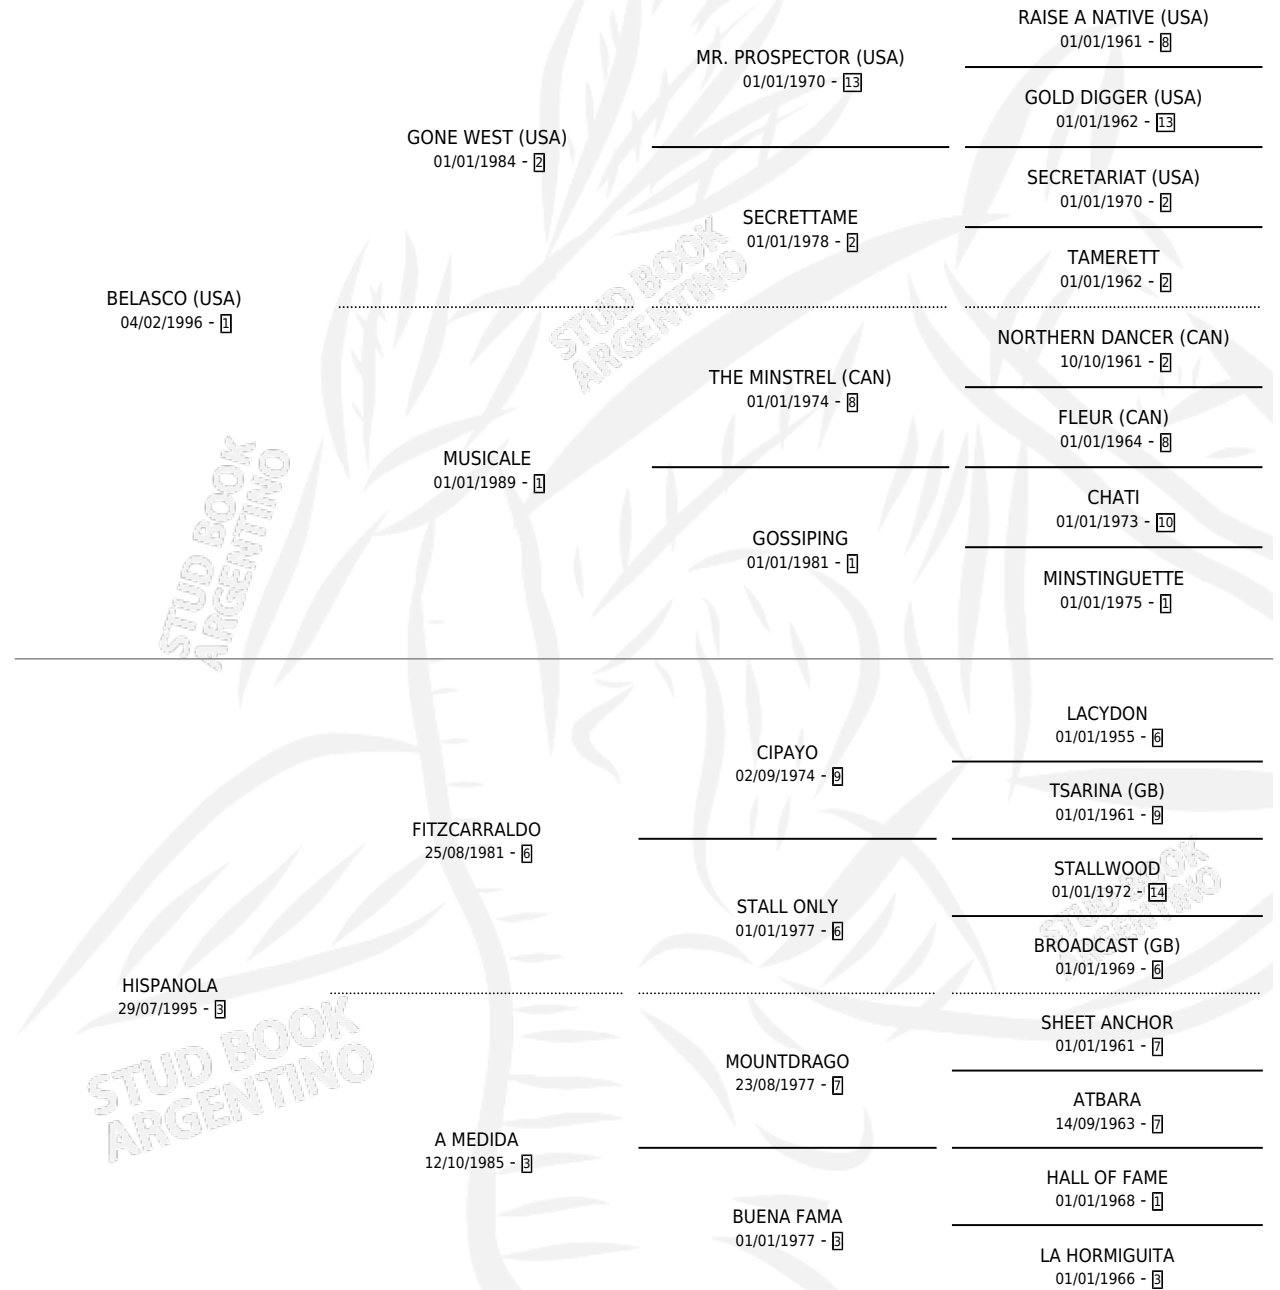 RAISE A NATIVE (USA)
01/01/1961 - 8
MR. PROSPECTOR (USA)
01/01/1970 - 13
GOLD DIGGER (USA)
01/01/1962 - 13
GONE WEST (USA)
01/01/1984 - 2
SECRETARIAT (USA)
01/01/1970 - 2
SECRETTAME
01/01/1978 - 2
TAMERETT
01/01/1962 - 2
BELASCO (USA)
04/02/1996 - 1
NORTHERN DANCER (CAN)
10/10/1961 - 2
THE MINSTREL (CAN)
01/01/1974 - 8
FLEUR (CAN)
01/01/1964 - 8
MUSICALE
01/01/1989 - 1
CHATI
01/01/1973 - 10
GOSSIPING
01/01/1981 - 1
MINSTINGUETTE
01/01/1975 - 1
STUD BOOK
ARGENTINO
STUD BOOK
ARGENTINO
LACYDON
01/01/1955 - 6
CIPAYO
02/09/1974 - 9
TSARINA (GB)
01/01/1961 - 9
FITZCARRALDO
25/08/1981 - 6
STALLWOOD
01/01/1972 - 14
STALL ONLY
01/01/1977 - 6
BROADCAST (GB)
01/01/1969 - 6
HISPANOLA
29/07/1995 - 3
SHEET ANCHOR
01/01/1961 - 7
MOUNTDRAGO
23/08/1977 - 7
ATBARA
14/09/1963 - 7
A MEDIDA
12/10/1985 - 3
HALL OF FAME
01/01/1968 - 1
BUENA FAMA
01/01/1977 - 3
LA HORMIGUITA
01/01/1966 - 3
STUD BOOK
ARGENTINO
STUD BOOK
ARGENTINO